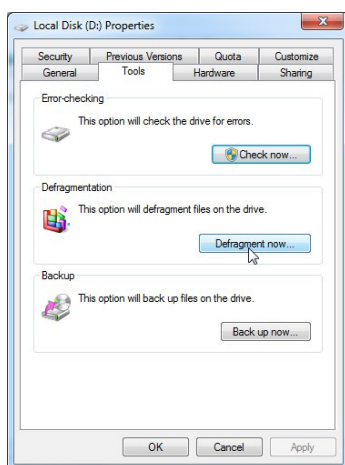 Local Disk (D:) Properties
Security Previous Versions Quota Customize
General Tools Hardware Sharing
Error-checking
This option will check the drive for errors.
Check now...
Defragmentation
This option will defragment files on the drive.
Defragment now...
Backup
This option will back up files on the drive.
Back up now...
OK Cancel Apply